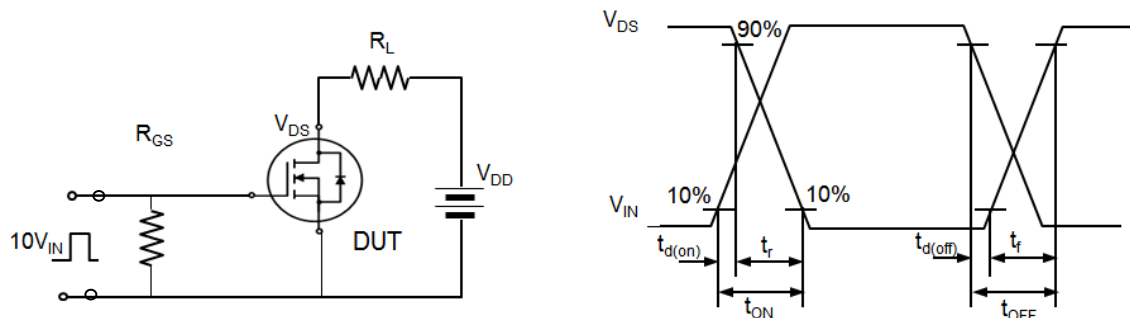 R_L
V_DS
R_GS
V_DD
10V_IN
DUT
V_DS
90%
V_IN
10%
10%
t_d(on)
t_r
t_d(off)
t_f
t_ON
t_OFF